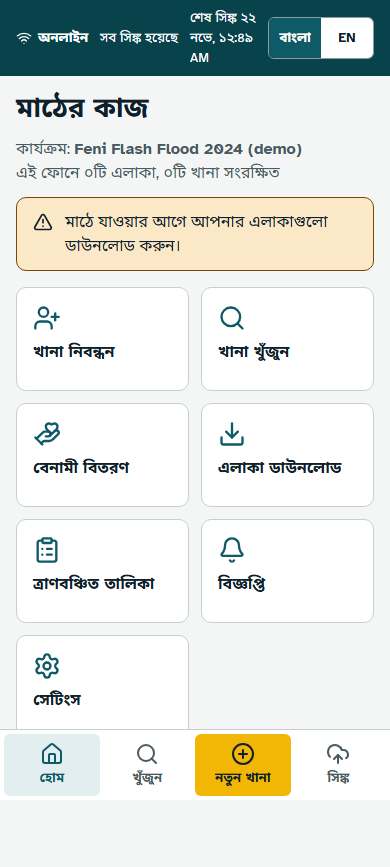 অনলাইন
সব সিঙ্ক হয়েছে
শেষ সিঙ্ক ২২
নভে, ১২:৪৯
AM
বাংলা
EN
মাঠের কাজ
কার্যক্রম: Feni Flash Flood 2024 (demo)
এই ফোনে ০টি এলাকা, ০টি খানা সংরক্ষিত
মাঠে যাওয়ার আগে আপনার এলাকাগুলো
ডাউনলোড করুন।
খানা নিবন্ধন
খানা খুঁজুন
বেনামী বিতরণ
এলাকা ডাউনলোড
ত্রাণবঞ্চিত তালিকা
বিজ্ঞপ্তি
সেটিংস
হোম
খুঁজুন
নতুন খানা
সিঙ্ক